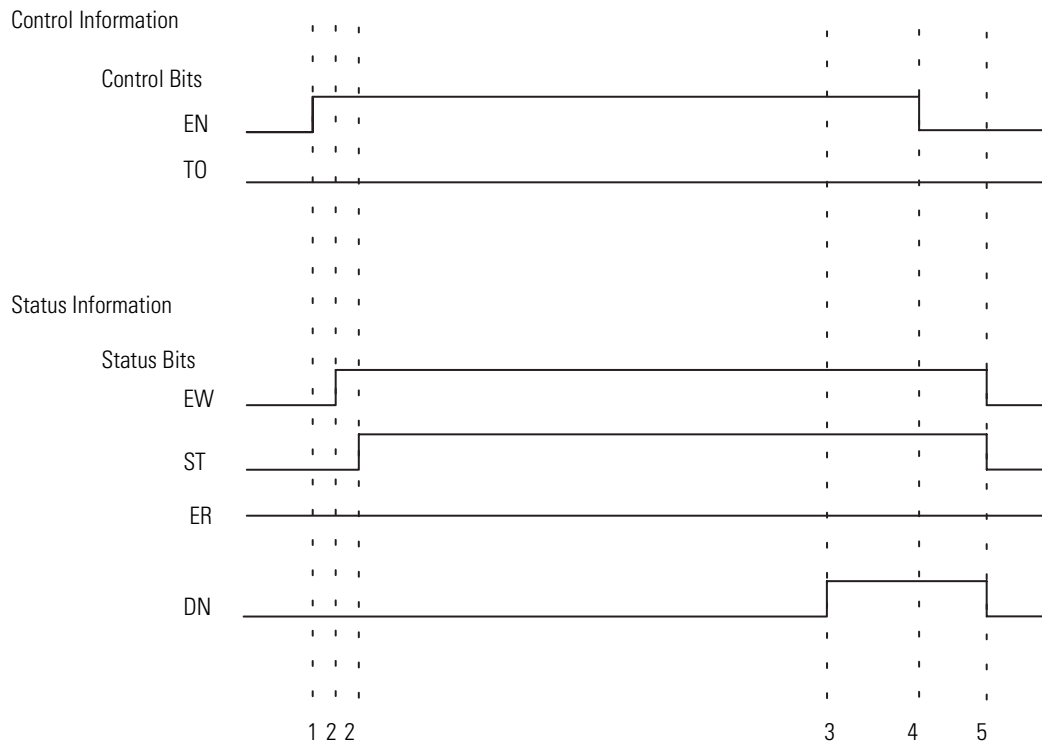 Control Information
Control Bits
EN
TO
Status Information
Status Bits
EW
ST
ER
DN
1 2 2 3 4 5